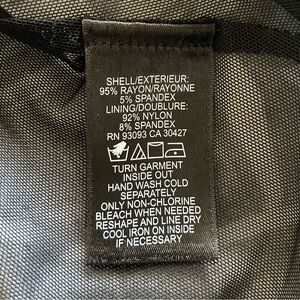 SHELL/EXTERIEUR:
95% RAYON/RAYONNE
5% SPANDEX
LINING/DOUBLURE:
92% NYLON
8% SPANDEX
RN 93093 CA 30427
TURN GARMENT
INSIDE OUT
HAND WASH COLD
SEPARATELY
ONLY NON-CHLORINE
BLEACH WHEN NEEDED
RESHAPE AND LINE DRY
COOL IRON ON INSIDE
IF NECESSARY